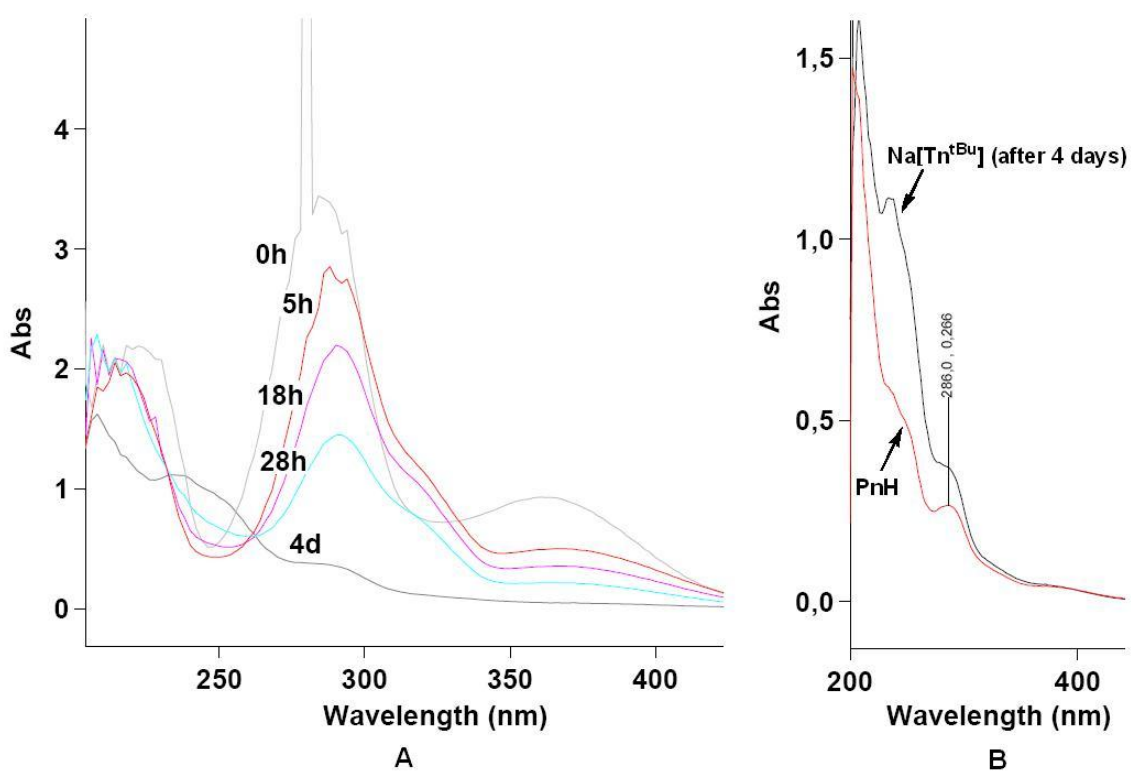 Abs
4
3
2
1
0
0h
5h
18h
28h
4d
250
300
350
400
Wavelength (nm)
A
Abs
1,5
1,0
0,5
0,0
Na[Tn^tBu] (after 4 days)
286,0 , 0,266
PnH
200
400
Wavelength (nm)
B